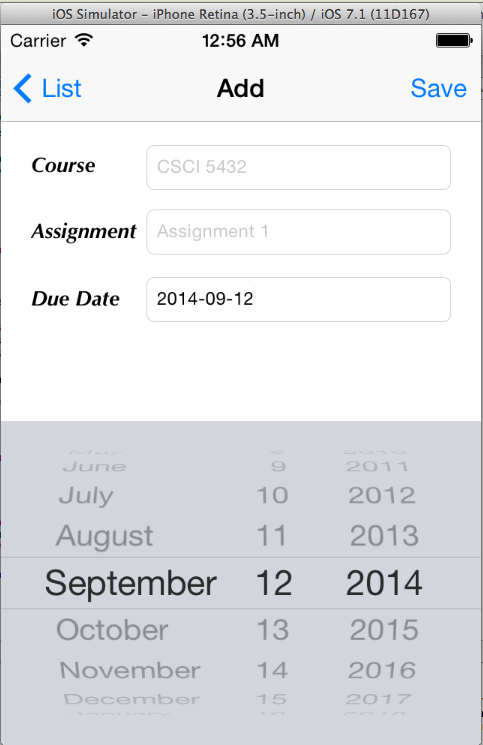 iOS Simulator – iPhone Retina (3.5-inch) / iOS 7.1 (11D167)
Carrier 12:56 AM
List Add Save
Course CSCI 5432
Assignment Assignment 1
Due Date 2014-09-12
June 9 2011
July 10 2012
August 11 2013
September 12 2014
October 13 2015
November 14 2016
December 15 2017